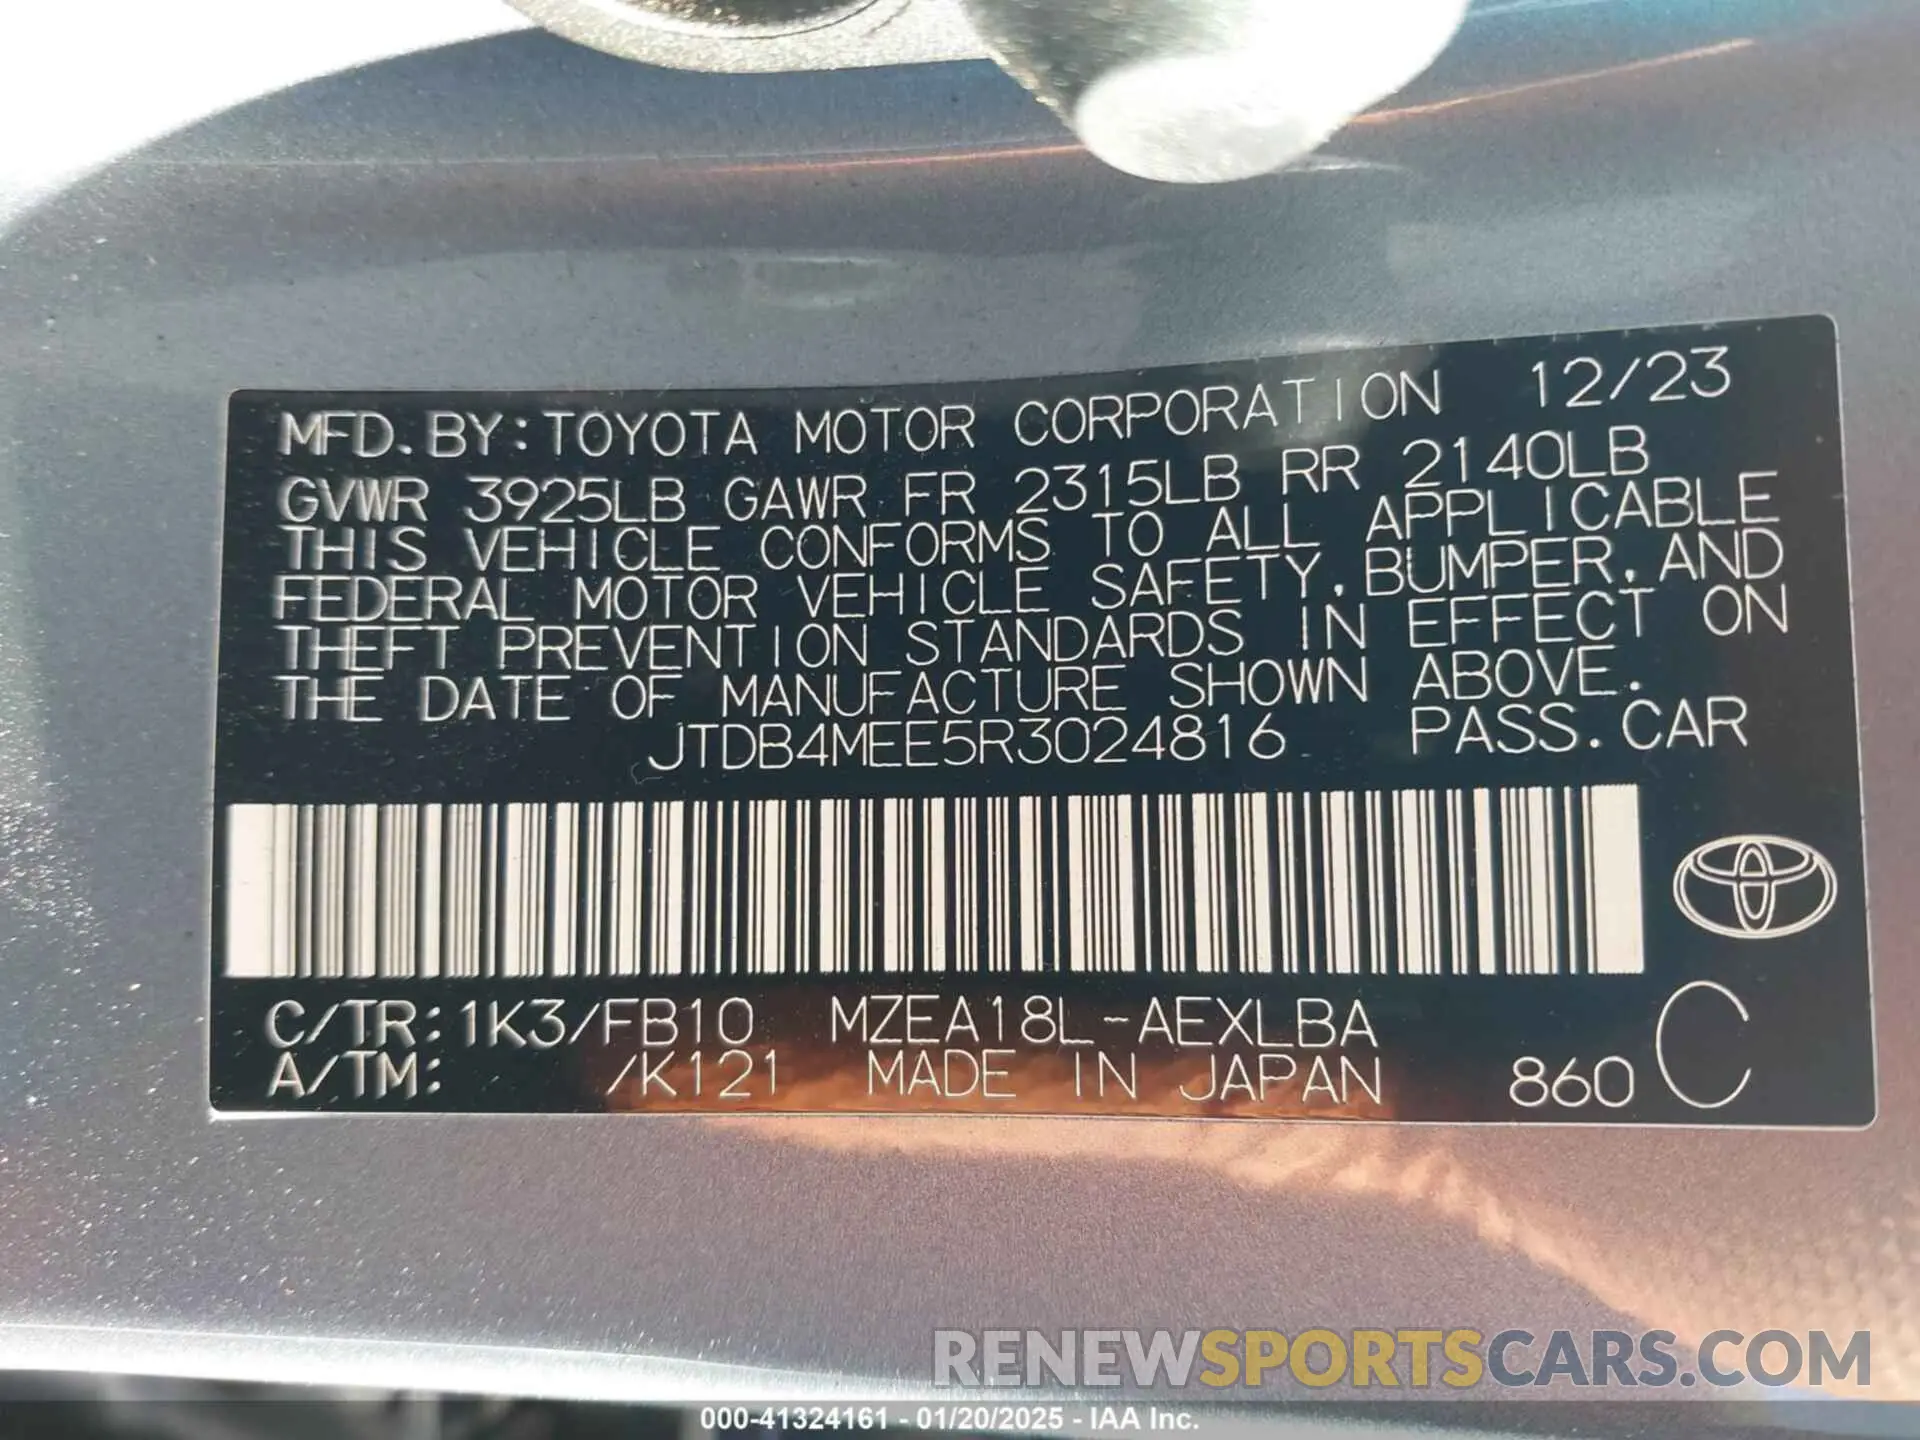 MFD.BY:TOYOTA MOTOR CORPORATION 12/23
GVWR 3925LB GAWR FR 2315LB RR 2140LB
THIS VEHICLE CONFORMS TO ALL APPLICABLE
FEDERAL MOTOR VEHICLE SAFETY,BUMPER,AND
THEFT PREVENTION STANDARDS IN EFFECT ON
THE DATE OF MANUFACTURE SHOWN ABOVE.
JTDB4MEE5R3024816 PASS.CAR
C/TR:1K3/FB10 MZEA18L-AEXLBA
A/TM: /K121 MADE IN JAPAN 860 C
RENEWSPORTSCARS.COM
000-41324161 - 01/20/2025 - IAA Inc.